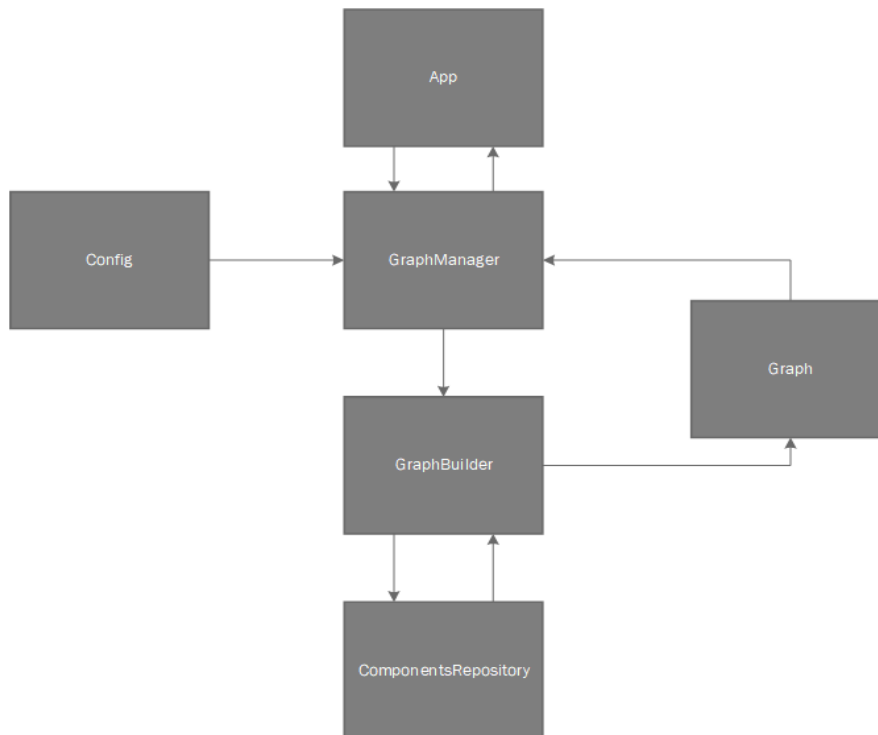 App
Config
GraphManager
Graph
GraphBuilder
ComponentsRepository